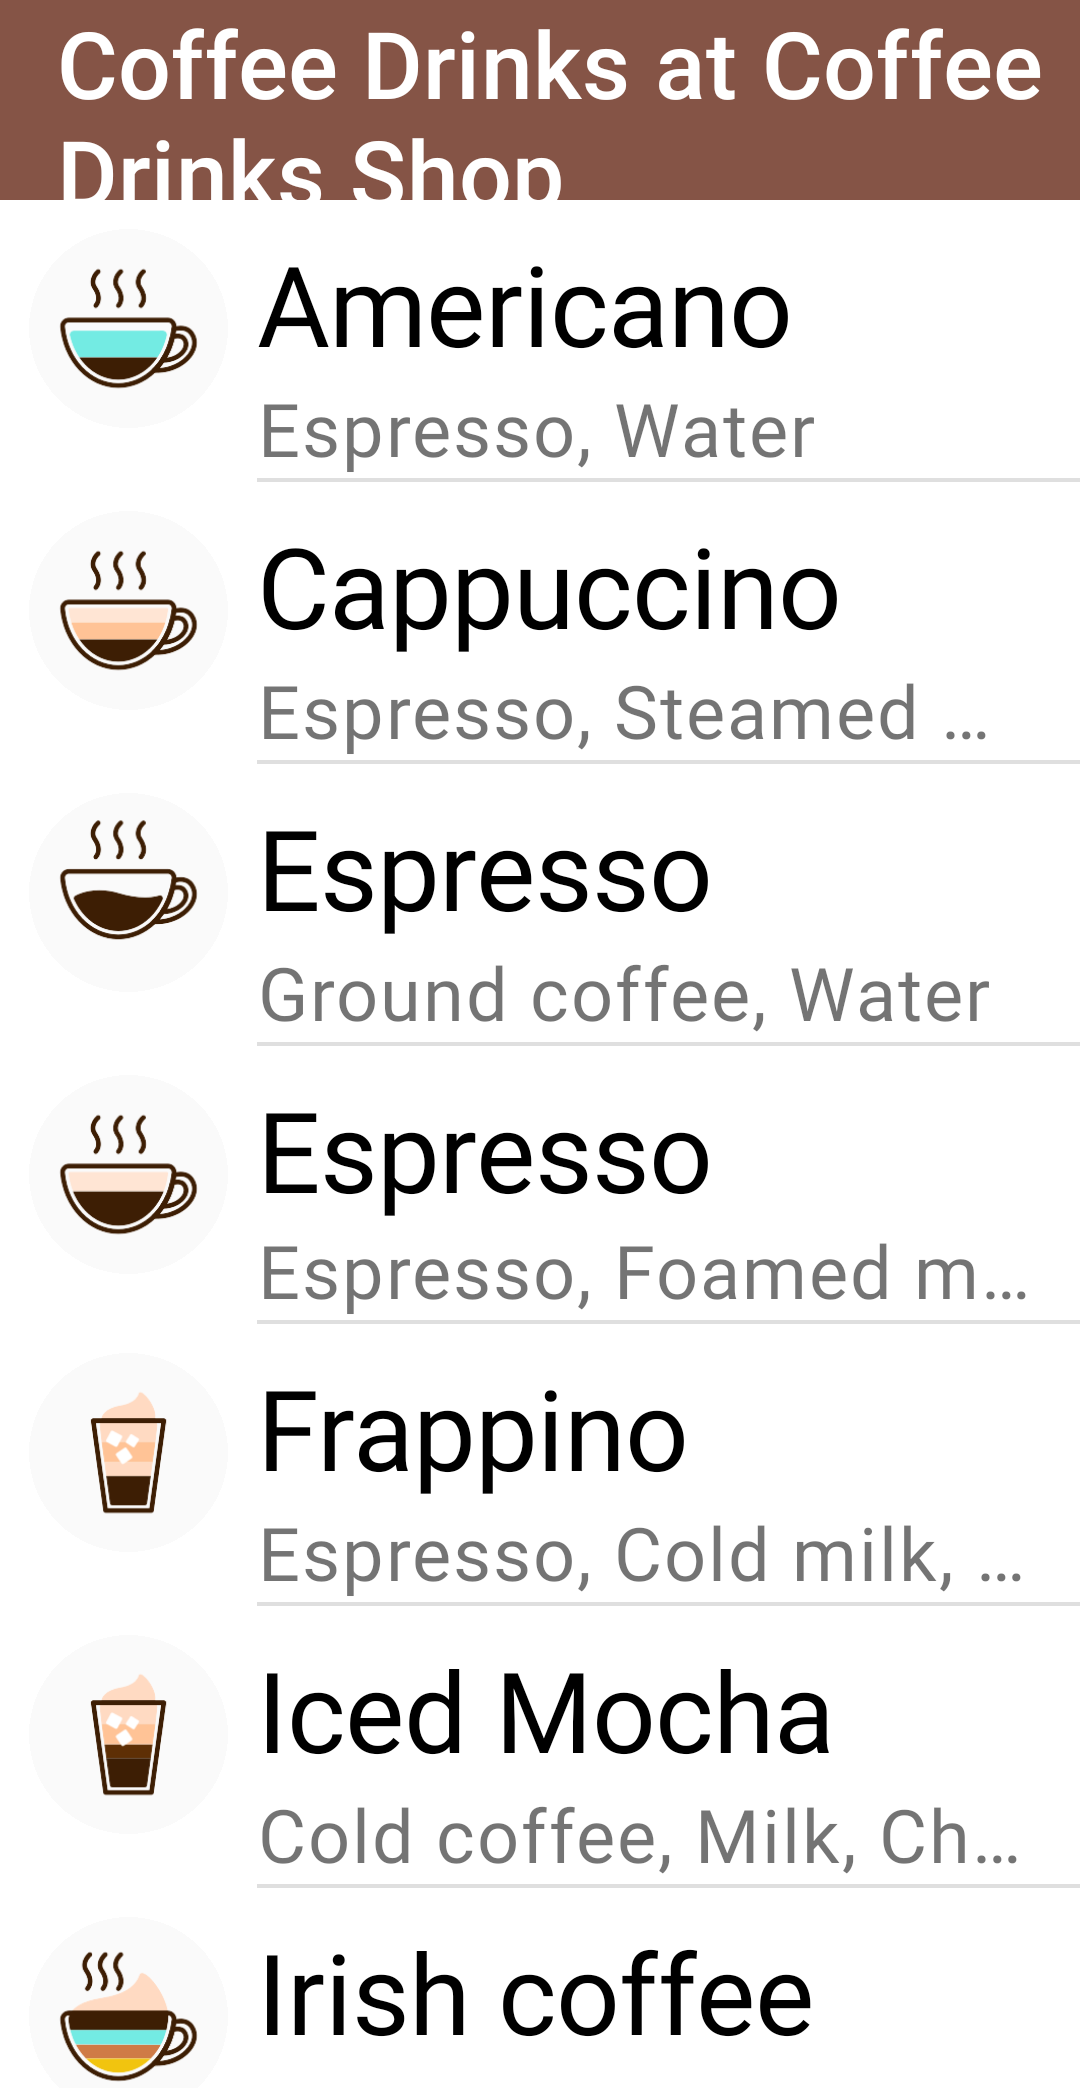 Coffee Drinks at Coffee
Drinks Shop
Americano
Espresso, Water
Cappuccino
Espresso, Steamed ...
Espresso
Ground coffee, Water
Espresso
Espresso, Foamed m...
Frappino
Espresso, Cold milk, ...
Iced Mocha
Cold coffee, Milk, Ch...
Irish coffee